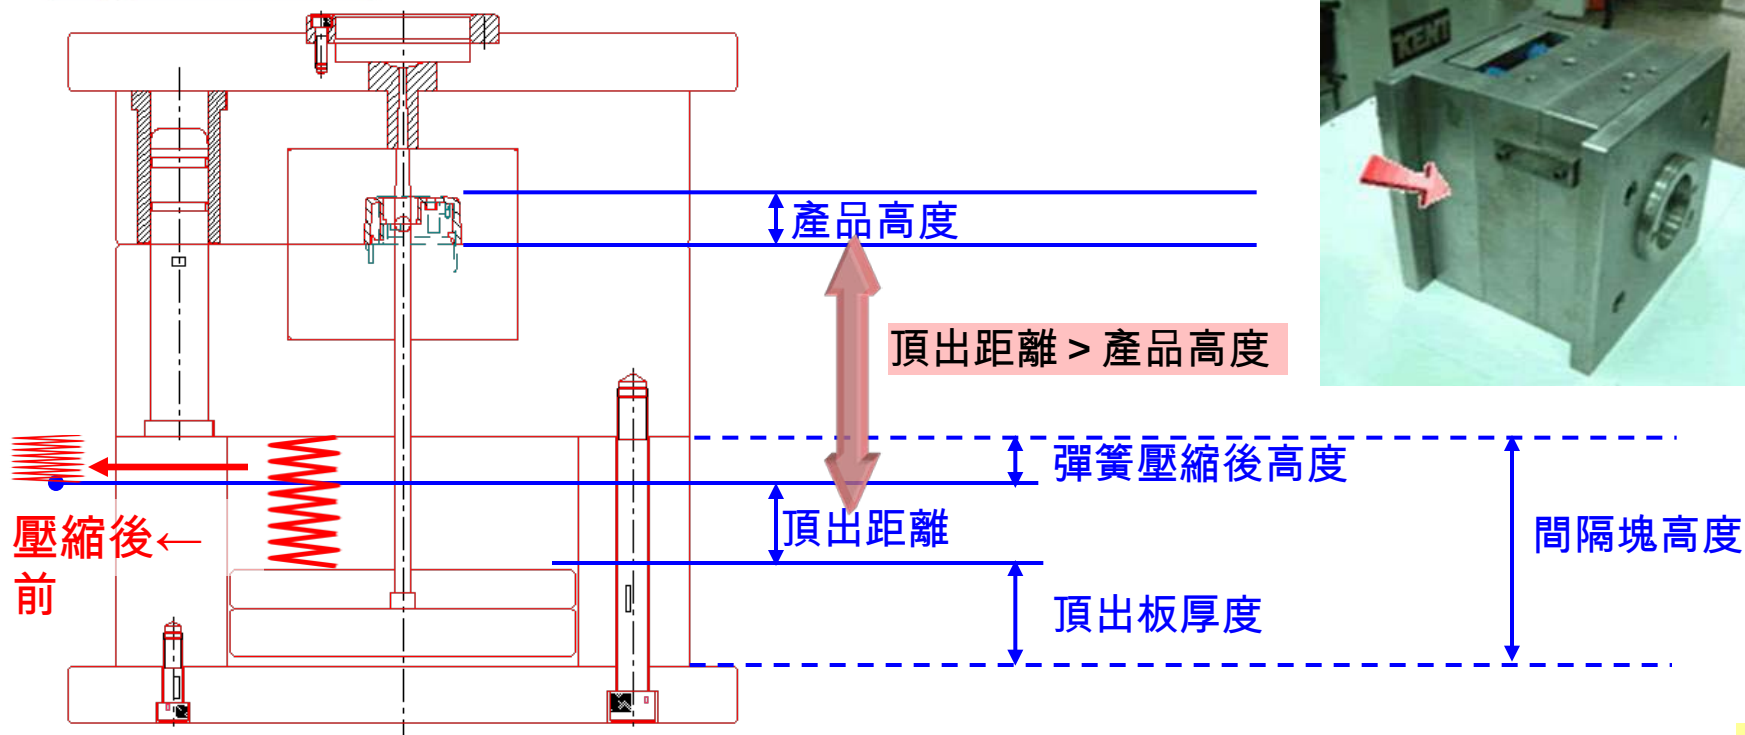 KENT
產品高度
頂出距離 > 產品高度
彈簧壓縮後高度
壓縮後←
前
頂出距離
間隔塊高度
頂出板厚度